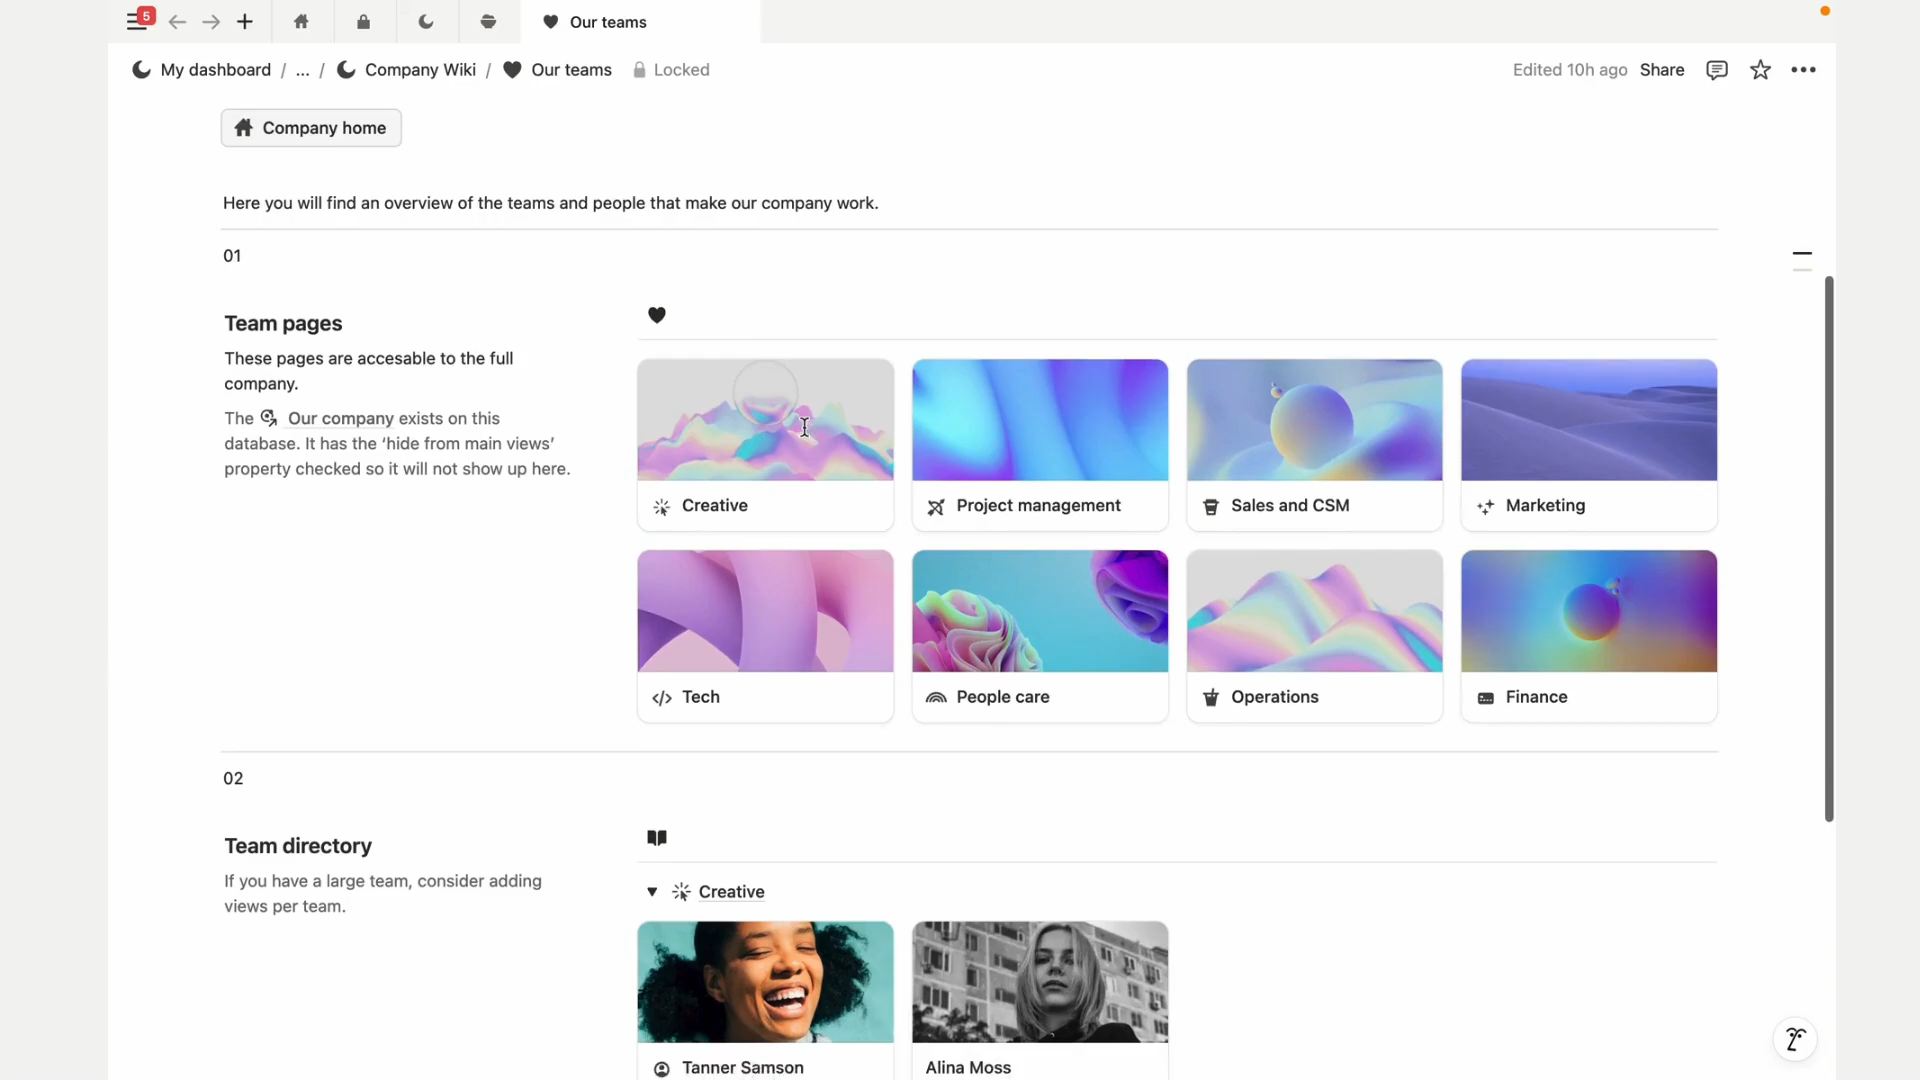 5
Our teams
My dashboard / ... / Company Wiki / Our teams Locked
Edited 10h ago Share
Company home
Here you will find an overview of the teams and people that make our company work.
01
Team pages
These pages are accesable to the full
company.
The Our company exists on this
database. It has the ‘hide from main views’
property checked so it will not show up here.
Creative
Project management
Sales and CSM
Marketing
Tech
People care
Operations
Finance
02
Team directory
If you have a large team, consider adding
views per team.
Creative
Tanner Samson
Alina Moss